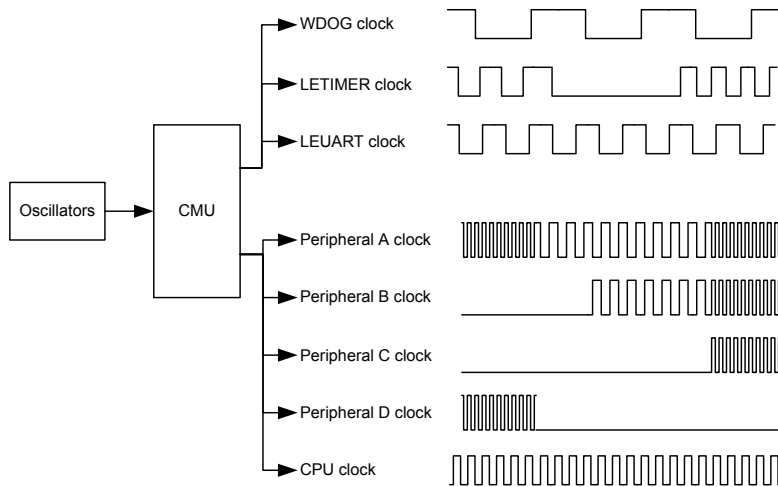 WDOG clock
LETIMER clock
LEUART clock
Oscillators
CMU
Peripheral A clock
Peripheral B clock
Peripheral C clock
Peripheral D clock
CPU clock